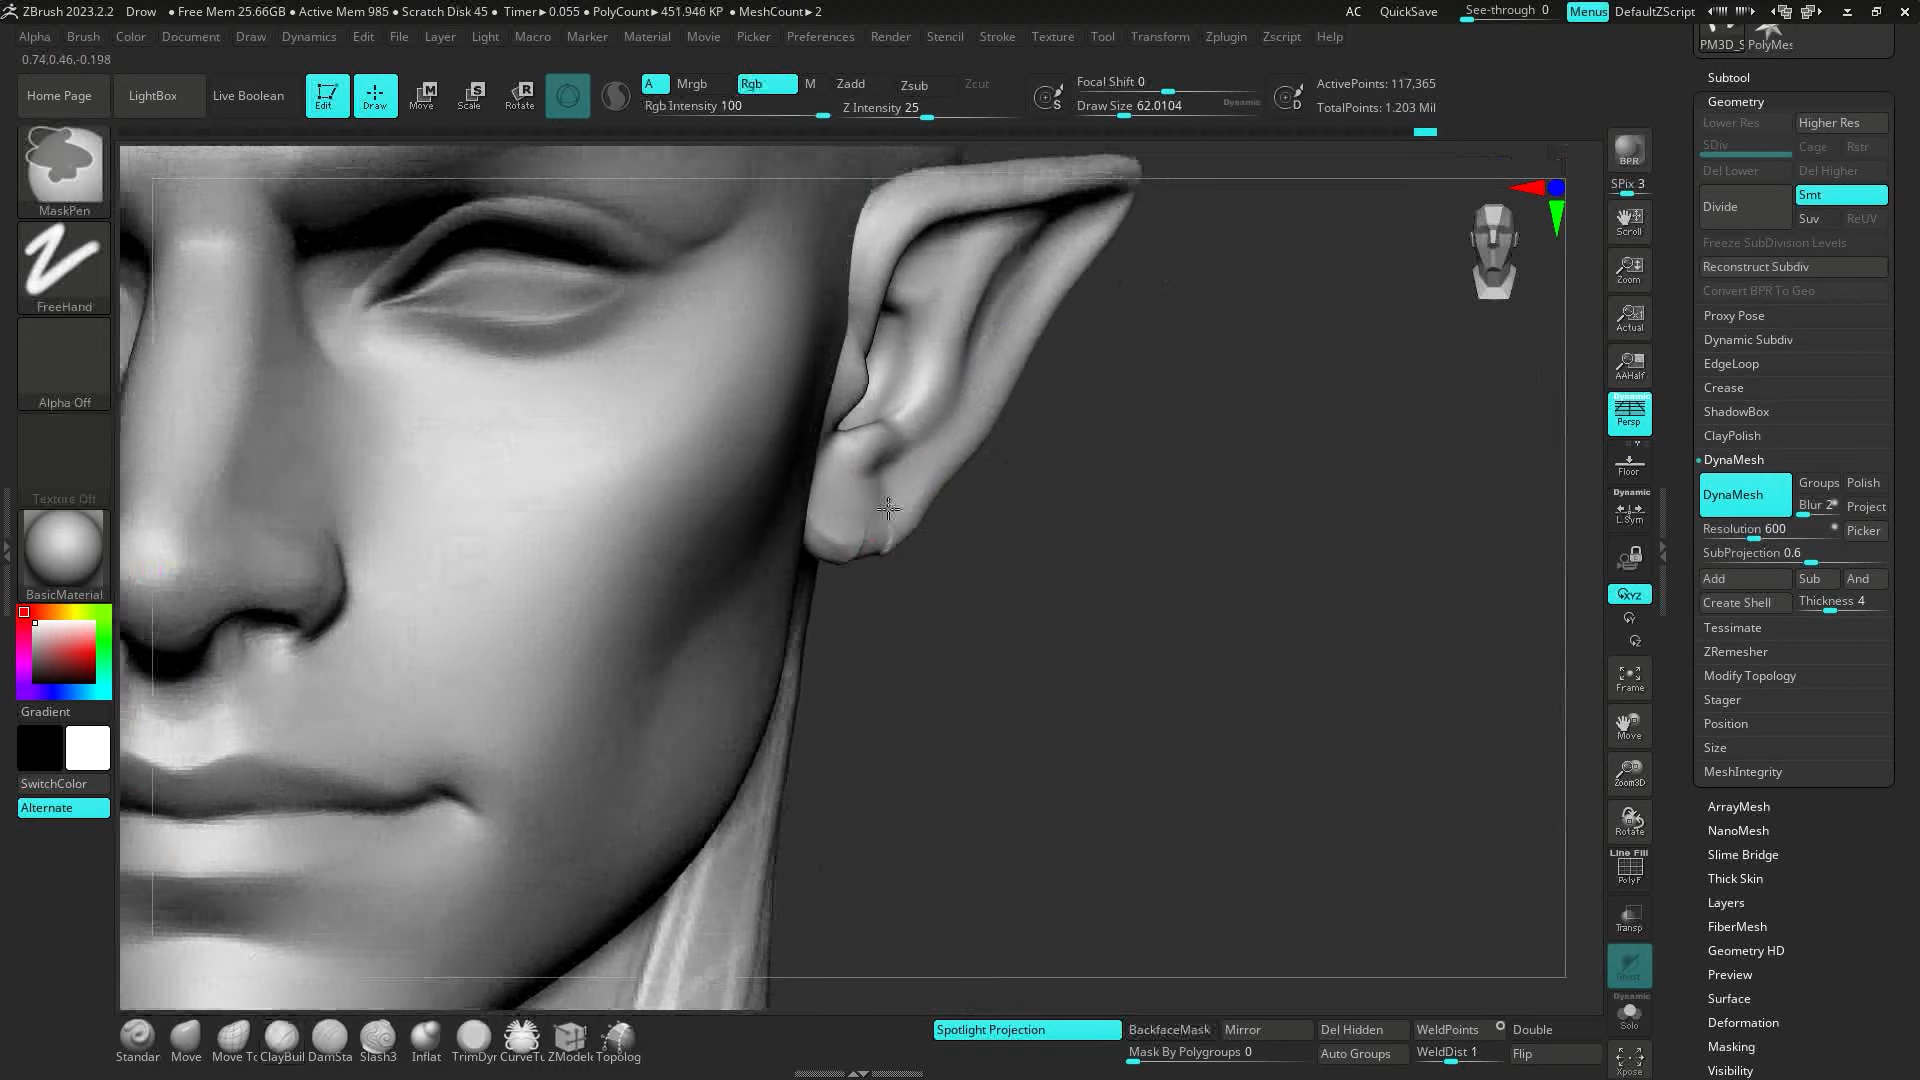 ZBrush 2023.2.2 Drow ● Free Mem 25.66GB ● Active Mem 985 ● Scratch Disk 45 ● Timer►0.055 ● PolyCount►451.946 KP ● MeshCount►2
AC QuickSave See-through 0 Menus DefaultZScript
Alpha Brush Color Document Draw Dynamics Edit File Layer Light Macro Marker Material Movie Picker Preferences Render Stencil Stroke Texture Tool Transform Zplugin Zscript Help
0.74,0.46,-0.198
Home Page LightBox Live Boolean
Edit Draw Move Scale Rotate
A Mrgb Rgb M Zadd Zsub Zcut
Rgb Intensity 100 Z Intensity 25
Focal Shift 0
Draw Size 62.0104 Dynamic
S D
ActivePoints: 117,365
TotalPoints: 1.203 Mil
MaskPen
FreeHand
Alpha Off
Texture Off
BasicMaterial
Gradient
SwitchColor
Alternate
BPR
SPix 3
Scroll
Zoom
Actual
AAHalf
Dynamic
Persp
Floor
Dynamic
L.Sym
XYZ
Frame
Move
Zoom3D
Rotate
Line Fill
PolyF
Transp
Ghost
Dynamic
Solo
Xpose
PM3D_S PolyMes
Subtool
Geometry
Lower Res Higher Res
SDiv Cage Rstr
Del Lower Del Higher
Divide Smt
Suv ReUV
Freeze SubDivision Levels
Reconstruct Subdiv
Convert BPR To Geo
Proxy Pose
Dynamic Subdiv
EdgeLoop
Crease
ShadowBox
ClayPolish
DynaMesh
DynaMesh Groups Polish
Blur 2 Project
Resolution 600 Picker
SubProjection 0.6
Add Sub And
Create Shell Thickness 4
Tessimate
ZRemesher
Modify Topology
Stager
Position
Size
MeshIntegrity
ArrayMesh
NanoMesh
Slime Bridge
Thick Skin
Layers
FiberMesh
Geometry HD
Preview
Surface
Deformation
Masking
Visibility
Standar Move Move Tc ClayBuil DamSta Slash3 Inflat TrimDyr CurveTu ZModele Topolog
Spotlight Projection BackfaceMask Mirror Del Hidden WeldPoints Double
Mask By Polygroups 0 Auto Groups WeldDist 1 Flip